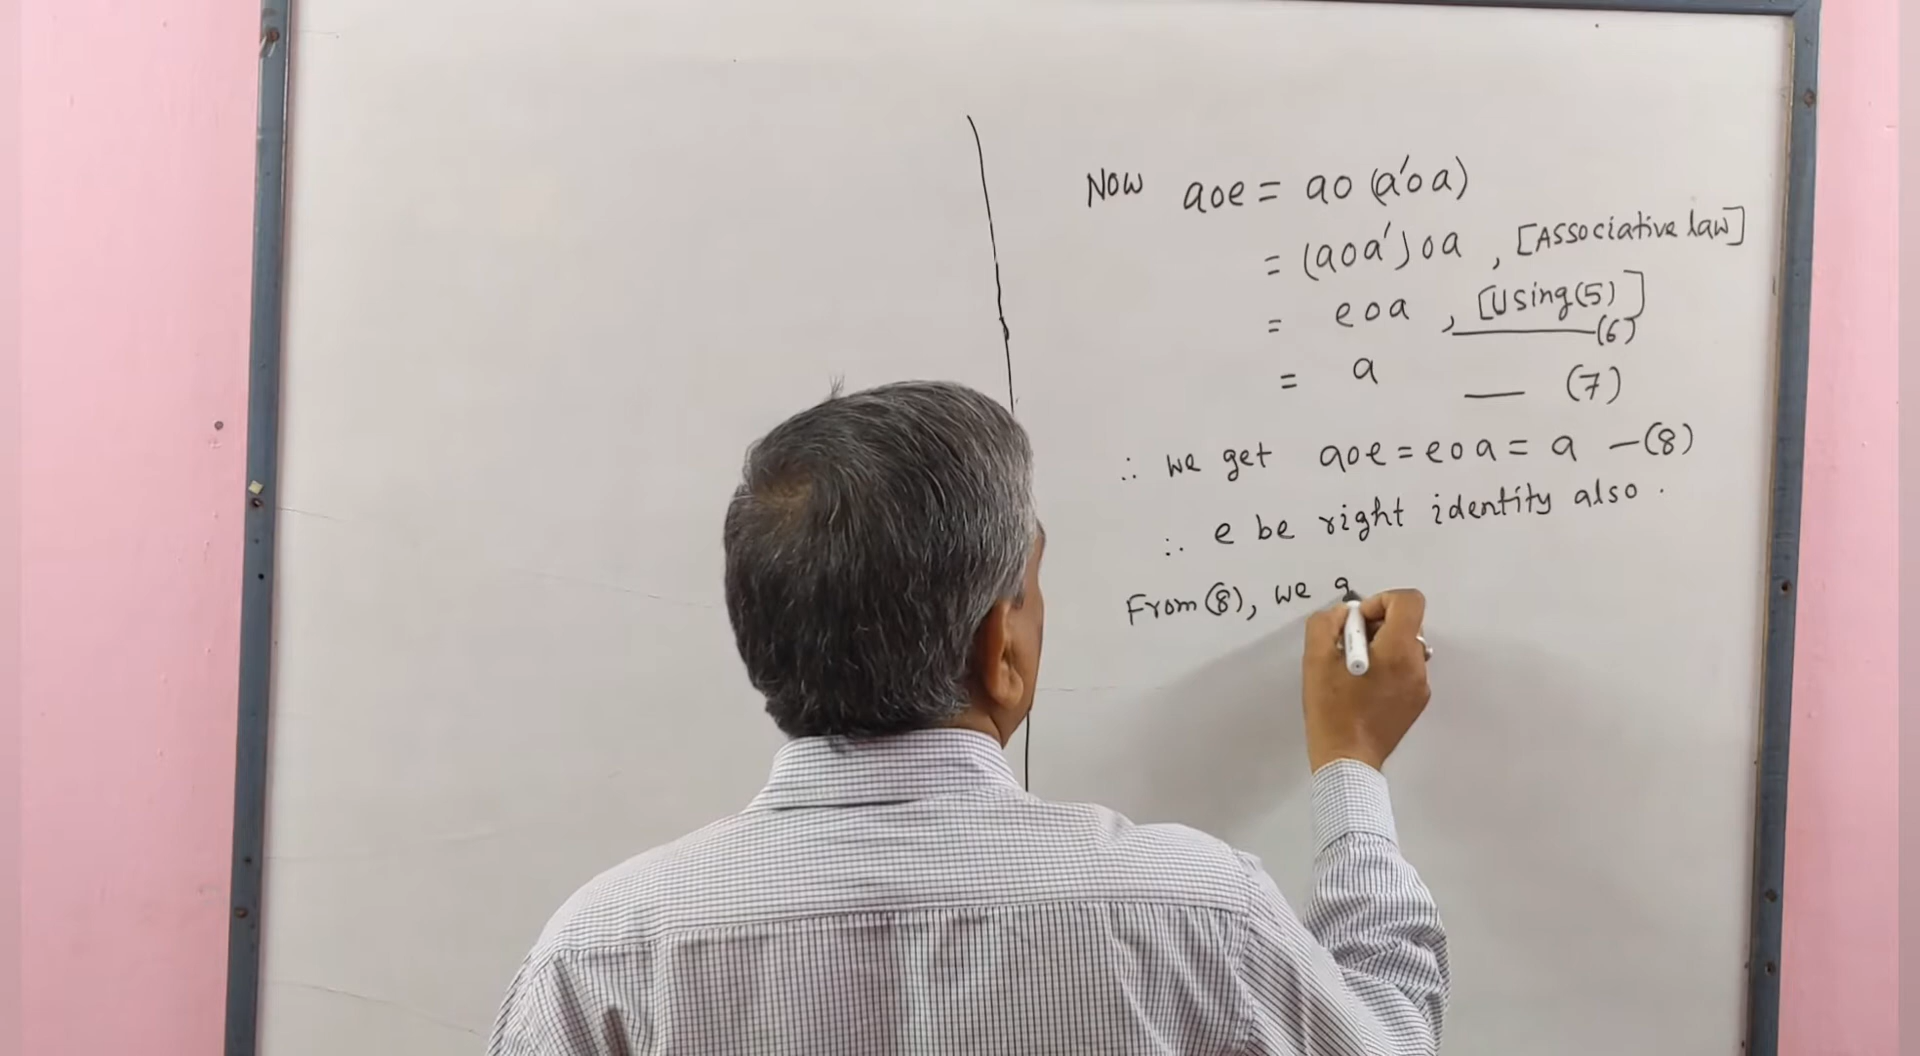 Now aoe = ao (a'oa)
= (aoa')oa , [Associative law]
= eoa , [Using(5)]
(6)
= a — (7)
∴ we get aoe = eoa = a —(8)
∴ e be right identity also .
From (8), we